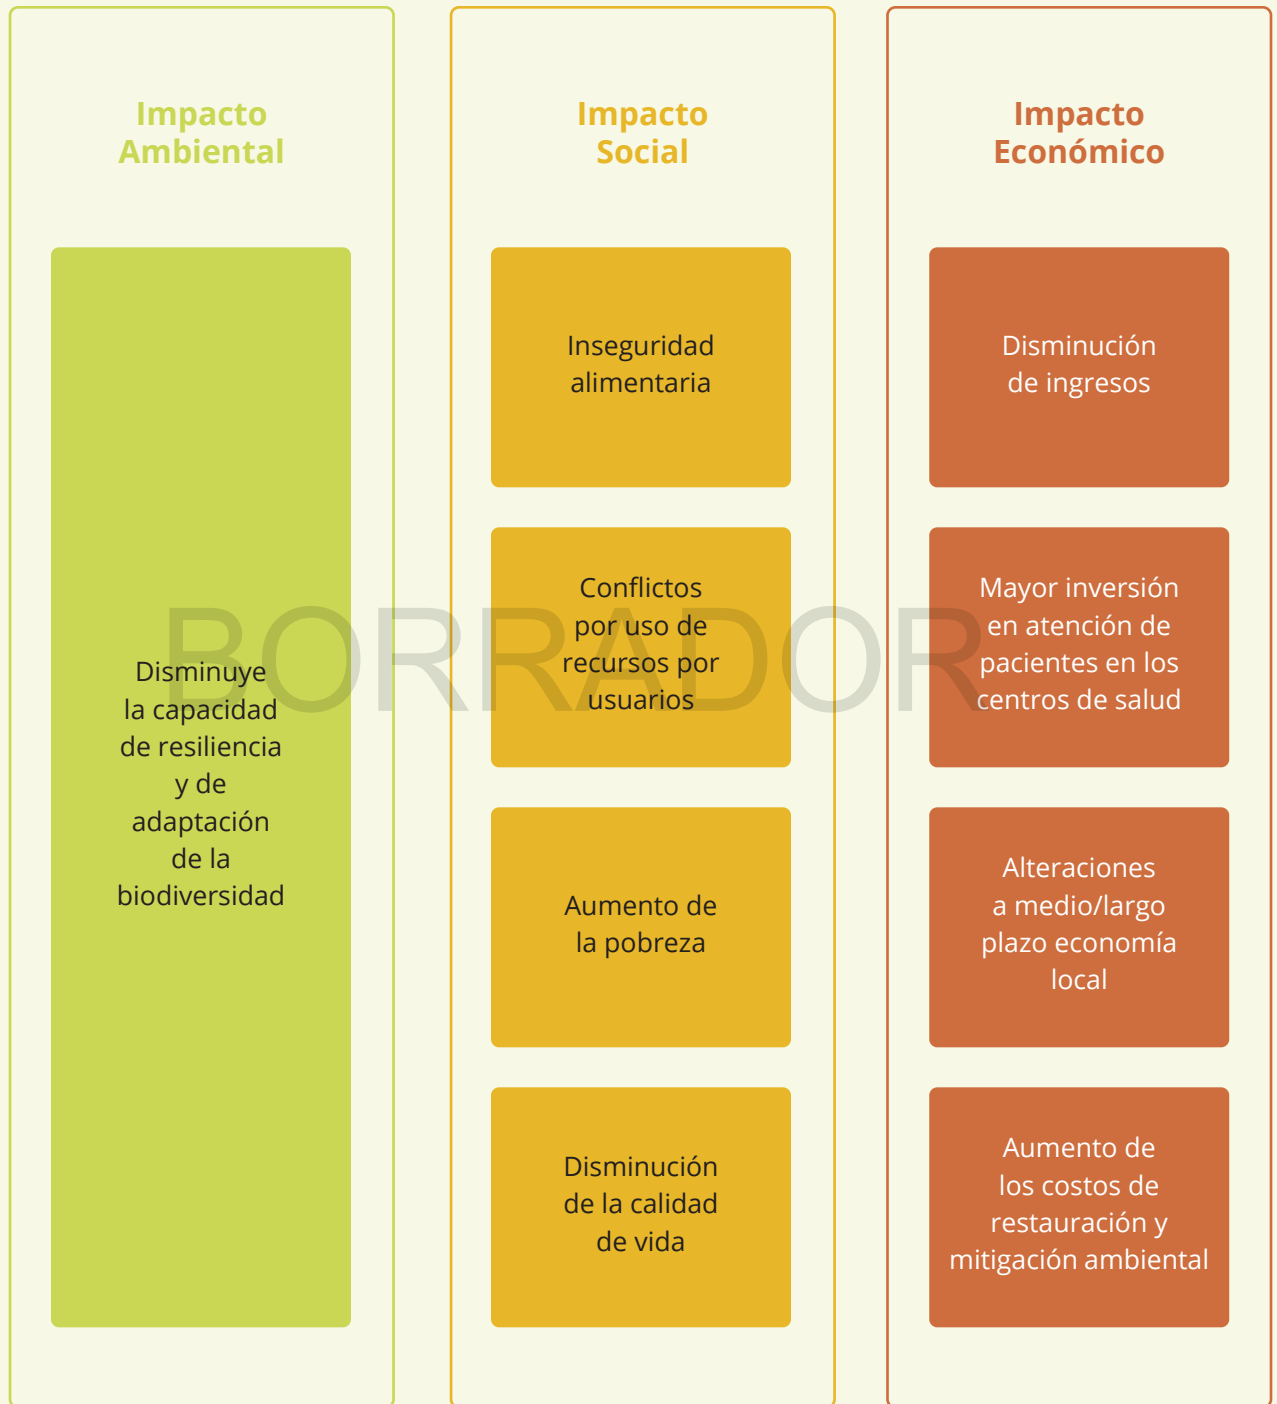 Impacto
Ambiental
Disminuye
la capacidad
de resiliencia
y de
adaptación
de la
biodiversidad
Impacto
Social
Inseguridad
alimentaria
Conflictos
por uso de
recursos por
usuarios
Aumento de
la pobreza
Disminución
de la calidad
de vida
Impacto
Económico
Disminución
de ingresos
Mayor inversión
en atención de
pacientes en los
centros de salud
Alteraciones
a medio/largo
plazo economía
local
Aumento de
los costos de
restauración y
mitigación ambiental
BORRADOR